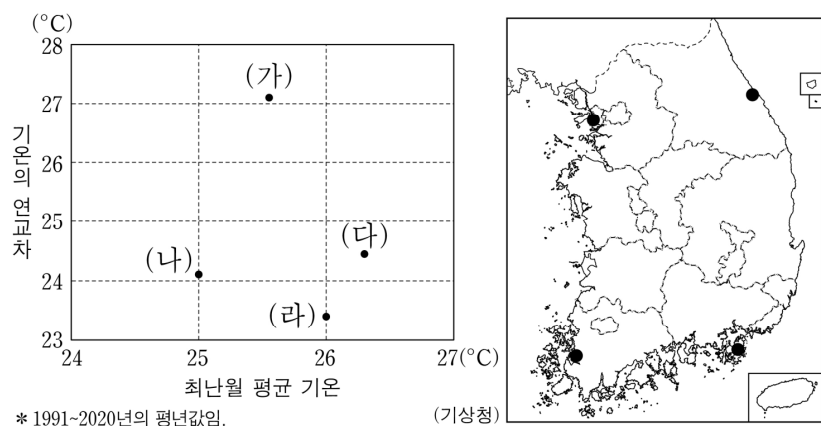 (℃)
28
27
26
25
24
23
기온의 연교차
(가)
(나)
(다)
(라)
24
25
26
27(℃)
최난월 평균 기온
* 1991~2020년의 평년값임.
(기상청)